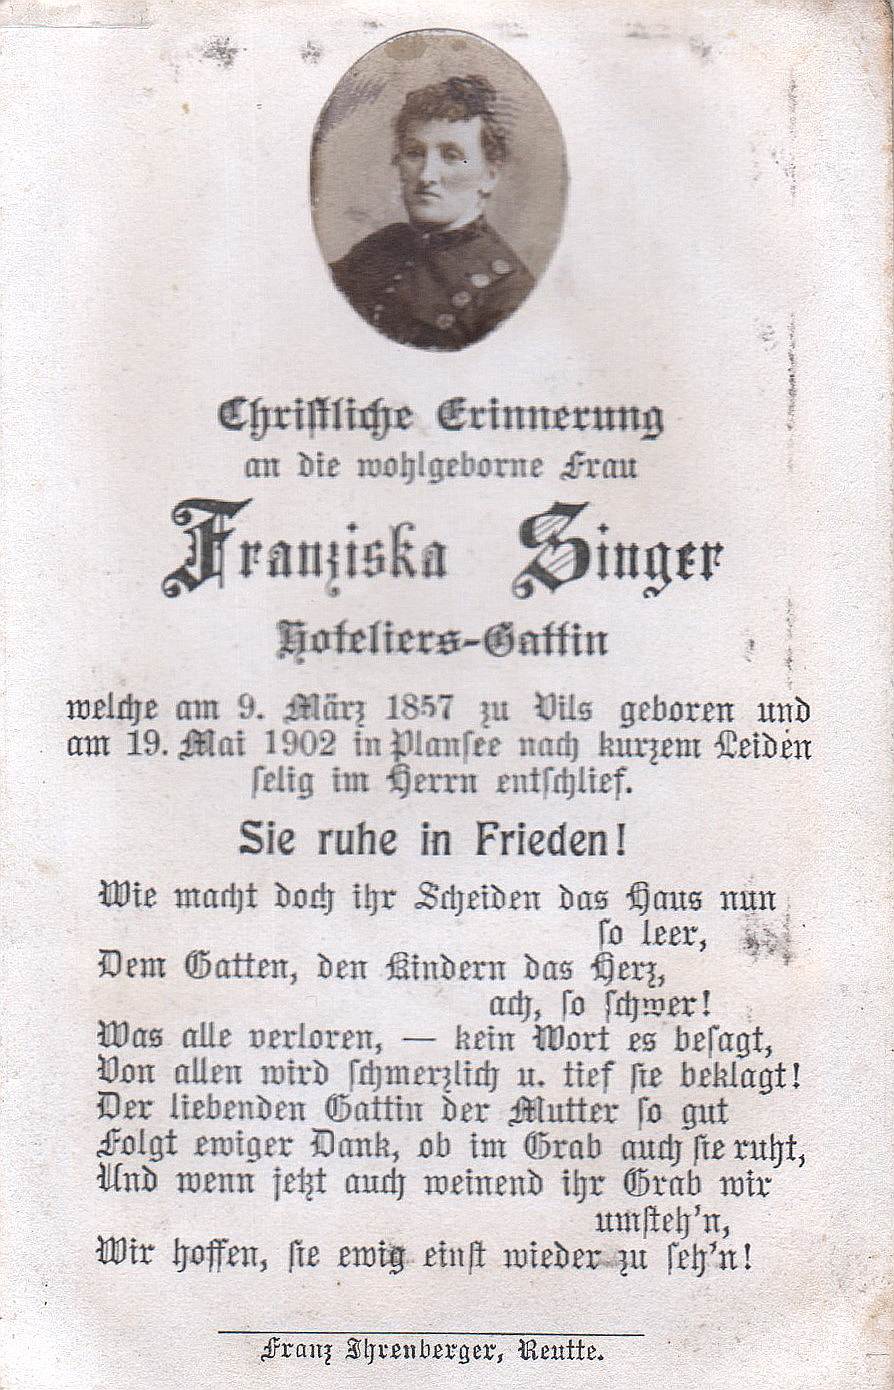 Christliche Erinnerung
an die wohlgeborne Frau
Franziska Singer
Hoteliers-Gattin
welche am 9. März 1857 zu Vils geboren und
am 19. Mai 1902 in Plansee nach kurzem Leiden
selig im Herrn entschlief.
Sie ruhe in Frieden!
Wie macht doch ihr Scheiden das Haus nun
so leer,
Dem Gatten, den Kindern das Herz,
ach, so schwer!
Was alle verloren, — kein Wort es besagt,
Von allen wird schmerzlich u. tief sie beklagt!
Der liebenden Gattin der Mutter so gut
Folgt ewiger Dank, ob im Grab auch sie ruht,
Und wenn jetzt auch weinend ihr Grab wir
umsteh'n,
Wir hoffen, sie ewig einst wieder zu seh'n!
Franz Ihrenberger, Reutte.